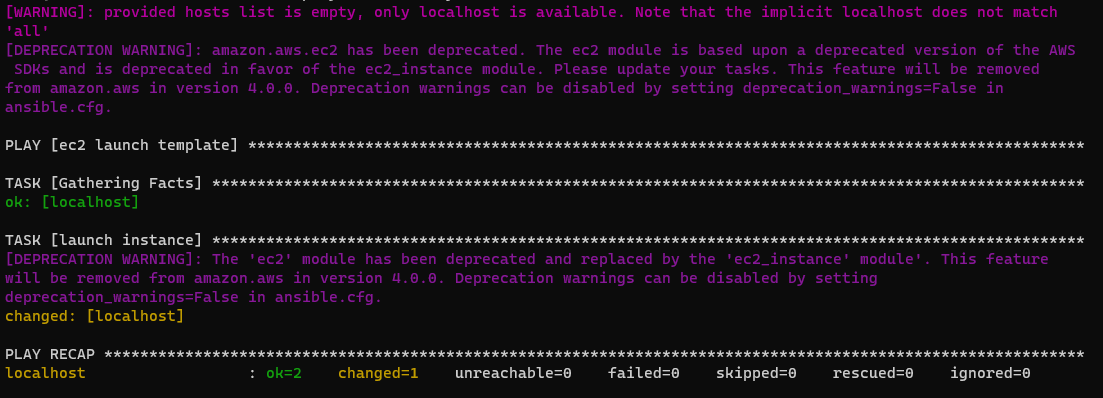 [WARNING]: provided hosts list is empty, only localhost is available. Note that the implicit localhost does not match
'all'
[DEPRECATION WARNING]: amazon.aws.ec2 has been deprecated. The ec2 module is based upon a deprecated version of the AWS
 SDKs and is deprecated in favor of the ec2_instance module. Please update your tasks. This feature will be removed
from amazon.aws in version 4.0.0. Deprecation warnings can be disabled by setting deprecation_warnings=False in
ansible.cfg.
PLAY [ec2 launch template] *********************************************************************************************
TASK [Gathering Facts] *************************************************************************************************
ok: [localhost]
TASK [launch instance] *************************************************************************************************
[DEPRECATION WARNING]: The 'ec2' module has been deprecated and replaced by the 'ec2_instance' module'. This feature
will be removed from amazon.aws in version 4.0.0. Deprecation warnings can be disabled by setting
deprecation_warnings=False in ansible.cfg.
changed: [localhost]
PLAY RECAP *************************************************************************************************************
localhost                  : ok=2    changed=1    unreachable=0    failed=0    skipped=0    rescued=0    ignored=0